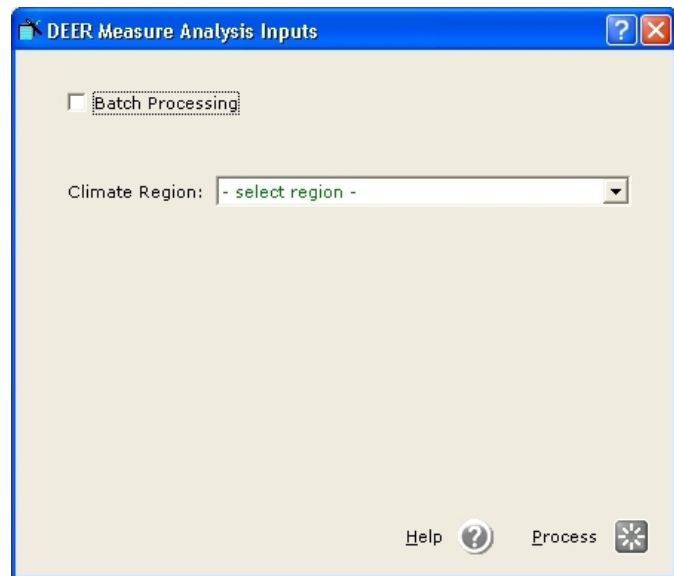 DEER Measure Analysis Inputs
Batch Processing
Climate Region: - select region -
Help ? Process